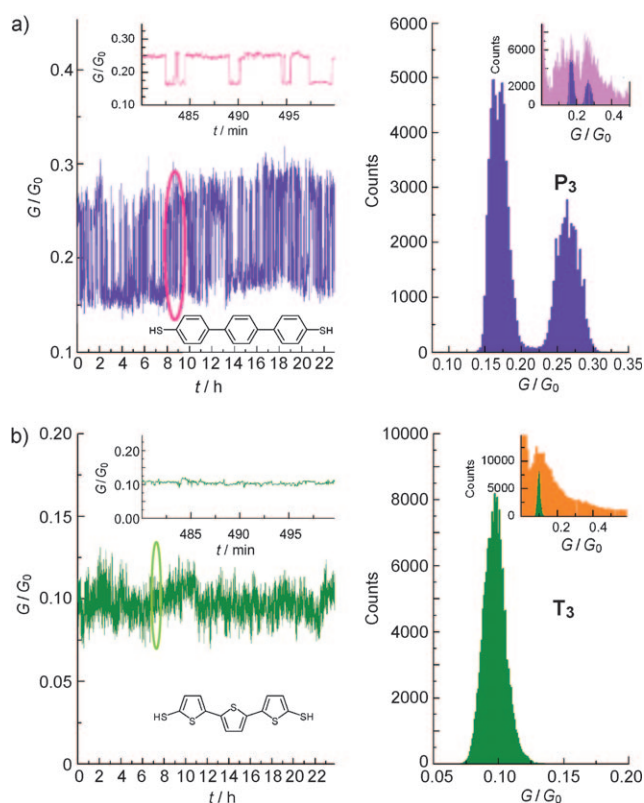 a)
G/G₀
0.4
0.3
0.2
0.1
0 2 4 6 8 10 12 14 16 18 20 22
t/h
G/G₀
0.30
0.20
0.10
485 490 495
t/min
HS
SH
Counts
6000
5000
4000
3000
2000
1000
0
0.10 0.15 0.20 0.25 0.30 0.35
G/G₀
P₃
Counts
8000
4000
0
0.2 0.4
G/G₀
b)
G/G₀
0.20
0.15
0.10
0.05
0
0 2 4 6 8 10 12 14 16 18 20 22
t/h
G/G₀
0.20
0.10
0.00
485 490 495
t/min
HS
S
S
S
SH
Counts
10000
8000
6000
4000
2000
0
0.05 0.10 0.15 0.20
G/G₀
T₃
Counts
10000
5000
0
0.2 0.4
G/G₀